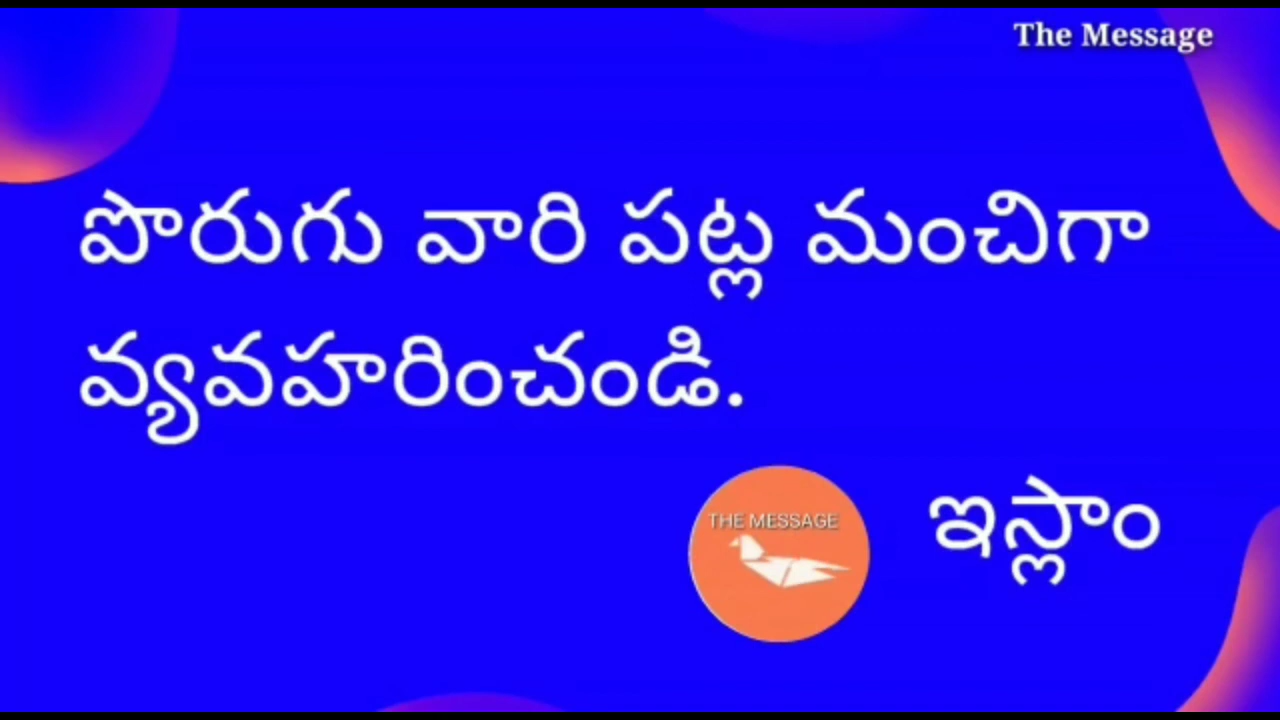 The Message
పొరుగు వారి పట్ల మంచిగా
వ్యవహరించండి.
THE MESSAGE
ఇస్లాం